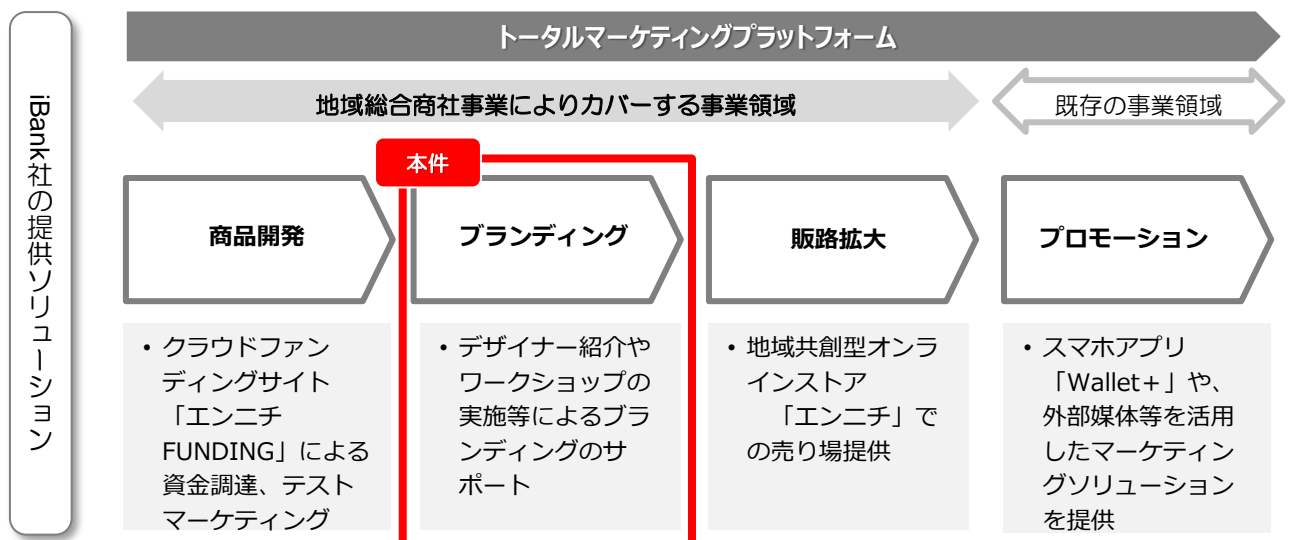 iBank社の提供ソリューション
トータルマーケティングプラットフォーム
地域総合商社事業によりカバーする事業領域
既存の事業領域
本件
商品開発
ブランディング
販路拡大
プロモーション
・クラウドファン
ディングサイト
「エンニチ
FUNDING」による
資金調達、テスト
マーケティング
・デザイナー紹介や
ワークショップの
実施等によるブラ
ンディングのサ
ポート
・地域共創型オンラ
インストア
「エンニチ」で
の売り場提供
・スマホアプリ
「Wallet+」や、
外部媒体等を活用
したマーケティン
グソリューション
を提供